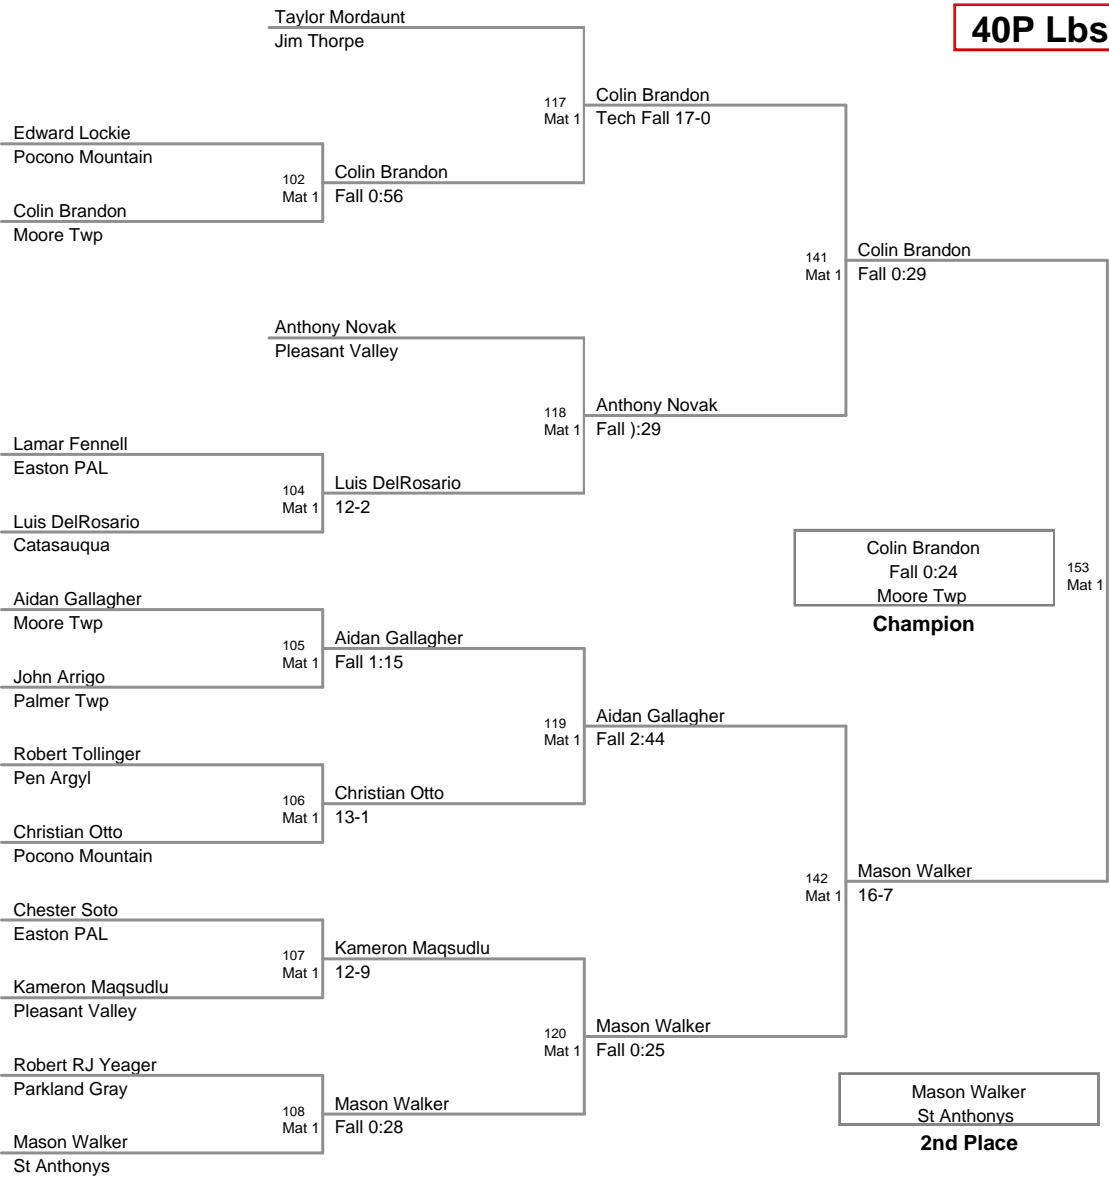 Taylor Mordaunt
Jim Thorpe
40P Lbs
117
Mat 1
Colin Brandon
Tech Fall 17-0
Edward Lockie
Pocono Mountain
102
Mat 1
Colin Brandon
Fall 0:56
Colin Brandon
Moore Twp
141
Mat 1
Colin Brandon
Fall 0:29
Anthony Novak
Pleasant Valley
118
Mat 1
Anthony Novak
Fall ):29
Lamar Fennell
Easton PAL
104
Mat 1
Luis DelRosario
12-2
Luis DelRosario
Catasauqua
Colin Brandon
Fall 0:24
Moore Twp
Champion
153
Mat 1
Aidan Gallagher
Moore Twp
105
Mat 1
Aidan Gallagher
Fall 1:15
John Arrigo
Palmer Twp
119
Mat 1
Aidan Gallagher
Fall 2:44
Robert Tollinger
Pen Argyl
106
Mat 1
Christian Otto
13-1
Christian Otto
Pocono Mountain
142
Mat 1
Mason Walker
16-7
Chester Soto
Easton PAL
107
Mat 1
Kameron Maqsudlu
12-9
Kameron Maqsudlu
Pleasant Valley
120
Mat 1
Mason Walker
Fall 0:25
Robert RJ Yeager
Parkland Gray
108
Mat 1
Mason Walker
Fall 0:28
Mason Walker
St Anthonys
Mason Walker
St Anthonys
2nd Place